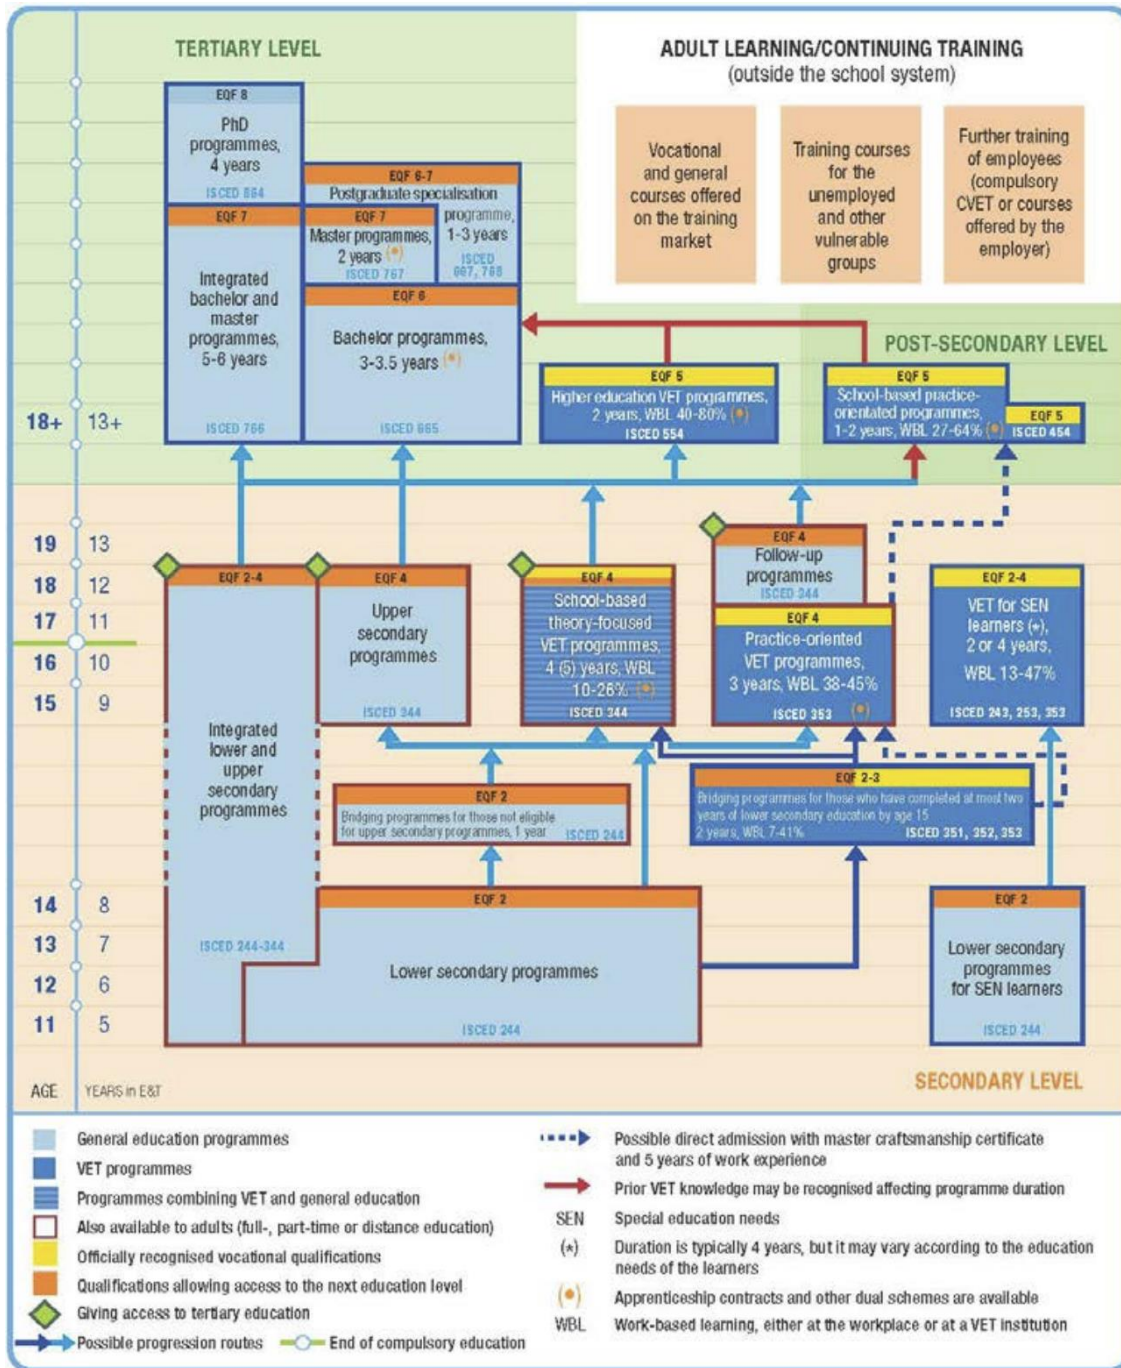 TERTIARY LEVEL
ADULT LEARNING/CONTINUING TRAINING
(outside the school system)
Vocational
and general
courses offered
on the training
market
Training courses
for the
unemployed
and other
vulnerable
groups
Further training
of employees
(compulsory
CVET or courses
offered by the
employer)
EQF 8
PhD
programmes,
4 years
ISCED 864
EQF 6-7
Postgraduate specialisation
programme,
1-3 years
ISCED
667, 768
EQF 7
Master programmes,
2 years (•)
ISCED 767
EQF 7
Integrated
bachelor and
master
programmes,
5-6 years
ISCED 766
EQF 6
Bachelor programmes,
3-3.5 years (•)
ISCED 665
POST-SECONDARY LEVEL
EQF 5
Higher education VET programmes,
2 years, WBL 40-80% (•)
ISCED 554
EQF 5
School-based practice-
orientated programmes,
1-2 years, WBL 27-64% (•)
EQF 5
ISCED 454
18+ 13+
19 13
18 12
17 11
16 10
15 9
14 8
13 7
12 6
11 5
AGE YEARS in E&T
EQF 2-4
Integrated
lower and
upper
secondary
programmes
ISCED 244-344
EQF 4
Upper
secondary
programmes
ISCED 344
EQF 4
School-based
theory-focused
VET programmes,
4 (5) years, WBL
10-26% (•)
ISCED 344
EQF 4
Follow-up
programmes
ISCED 344
EQF 4
Practice-oriented
VET programmes,
3 years, WBL 38-45%
ISCED 353 (•)
EQF 2-4
VET for SEN
learners (*),
2 or 4 years,
WBL 13-47%
ISCED 243, 253, 353
EQF 2
Bridging programmes for those not eligible
for upper secondary programmes, 1 year
ISCED 244
EQF 2-3
Bridging programmes for those who have completed at most two
years of lower secondary education by age 15
2 years, WBL 7-41% ISCED 351, 352, 353
EQF 2
Lower secondary programmes
ISCED 244
EQF 2
Lower secondary
programmes
for SEN learners
ISCED 244
SECONDARY LEVEL
General education programmes
VET programmes
Programmes combining VET and general education
Also available to adults (full-, part-time or distance education)
Officially recognised vocational qualifications
Qualifications allowing access to the next education level
Giving access to tertiary education
Possible progression routes
End of compulsory education
Possible direct admission with master craftsmanship certificate
and 5 years of work experience
Prior VET knowledge may be recognised affecting programme duration
SEN Special education needs
(*) Duration is typically 4 years, but it may vary according to the education
needs of the learners
(•) Apprenticeship contracts and other dual schemes are available
WBL Work-based learning, either at the workplace or at a VET institution